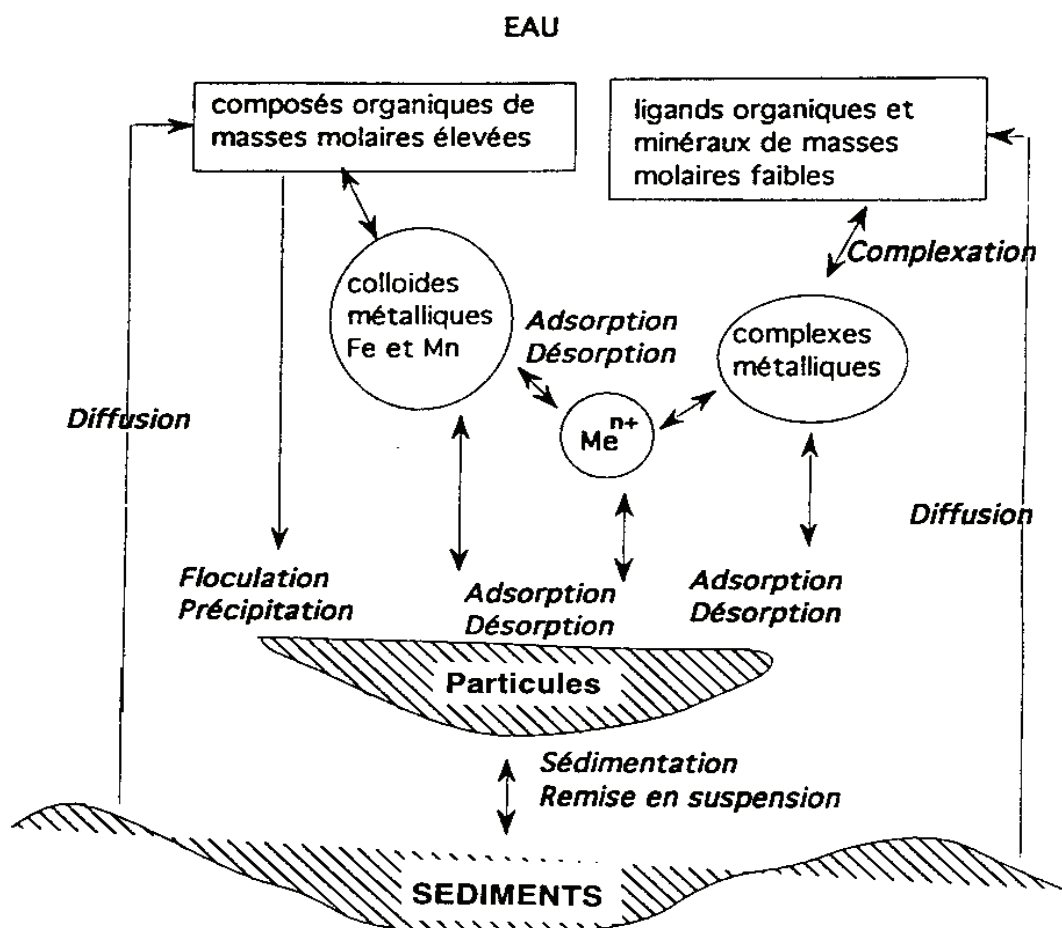 EAU
composés organiques de
masses molaires élevées
ligands organiques et
minéraux de masses
molaires faibles
Complexation
colloides
métalliques
Fe et Mn
Adsorption
Désorption
complexes
métalliques
Me^n+
Diffusion
Diffusion
Floculation
Précipitation
Adsorption
Désorption
Adsorption
Désorption
Particules
Sédimentation
Remise en suspension
SEDIMENTS